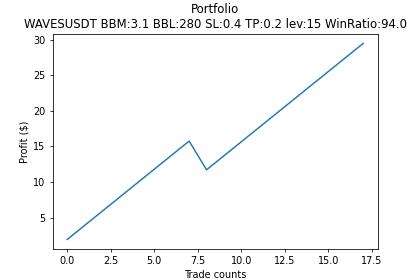 Portfolio
WAVESUSDT BBM:3.1 BBL:280 SL:0.4 TP:0.2 lev:15 WinRatio:94.0
30
25
20
15
10
5
Profit ($)
0.0 2.5 5.0 7.5 10.0 12.5 15.0 17.5
Trade counts